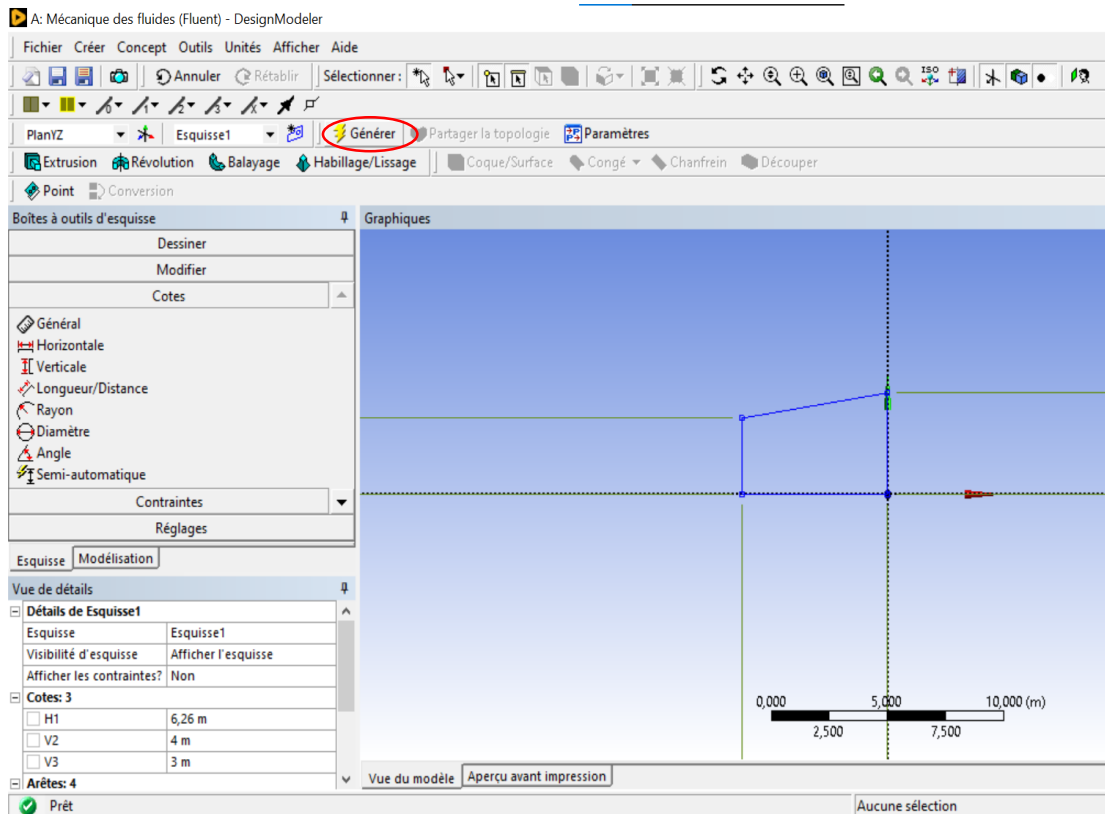 A: Mécanique des fluides (Fluent) - DesignModeler
Fichier Créer Concept Outils Unités Afficher Aide
Annuler Rétablir Sélectionner:
PlanYZ Esquisse1 Générer Partager la topologie Paramètres
Extrusion Révolution Balayage Habillage/Lissage Coque/Surface Congé Chanfrein Découper
Point Conversion
Boîtes à outils d'esquisse
Dessiner
Modifier
Cotes
Général
Horizontale
Verticale
Longueur/Distance
Rayon
Diamètre
Angle
Semi-automatique
Contraintes
Réglages
Esquisse Modélisation
Vue de détails
Détails de Esquisse1
Esquisse Esquisse1
Visibilité d'esquisse Afficher l'esquisse
Afficher les contraintes? Non
Cotes: 3
H1 6,26 m
V2 4 m
V3 3 m
Arêtes: 4
Prêt
Graphiques
0,000 5,000 10,000 (m)
2,500 7,500
Vue du modèle Aperçu avant impression
Aucune sélection